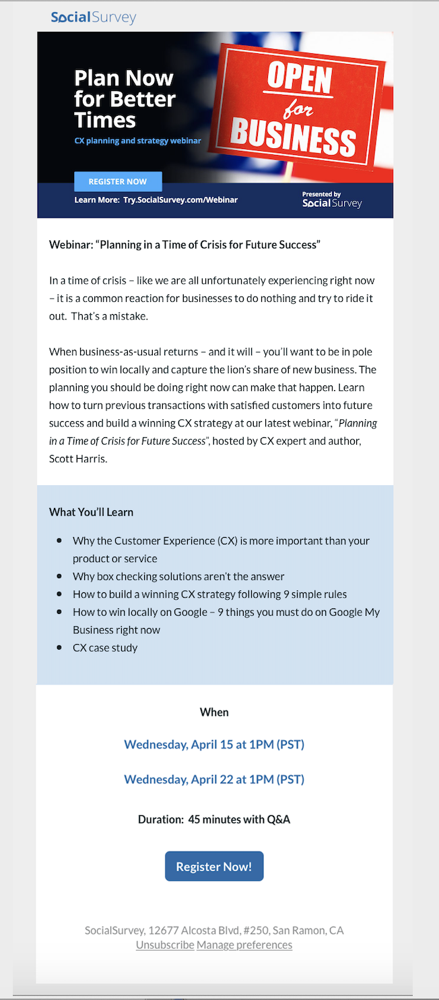 SocialSurvey
Plan Now
for Better
Times
CX planning and strategy webinar
OPEN
for
BUSINESS
REGISTER NOW
Learn More:  Try.SocialSurvey.com/Webinar
Presented by
SocialSurvey
Webinar: “Planning in a Time of Crisis for Future Success”
In a time of crisis – like we are all unfortunately experiencing right now
– it is a common reaction for businesses to do nothing and try to ride it
out.  That’s a mistake.
When business-as-usual returns – and it will – you’ll want to be in pole
position to win locally and capture the lion’s share of new business. The
planning you should be doing right now can make that happen. Learn
how to turn previous transactions with satisfied customers into future
success and build a winning CX strategy at our latest webinar, “Planning
in a Time of Crisis for Future Success”, hosted by CX expert and author,
Scott Harris.
What You’ll Learn
• Why the Customer Experience (CX) is more important than your
product or service
• Why box checking solutions aren’t the answer
• How to build a winning CX strategy following 9 simple rules
• How to win locally on Google – 9 things you must do on Google My
Business right now
• CX case study
When
Wednesday, April 15 at 1PM (PST)
Wednesday, April 22 at 1PM (PST)
Duration:  45 minutes with Q&A
Register Now!
SocialSurvey, 12677 Alcosta Blvd, #250, San Ramon, CA
Unsubscribe Manage preferences